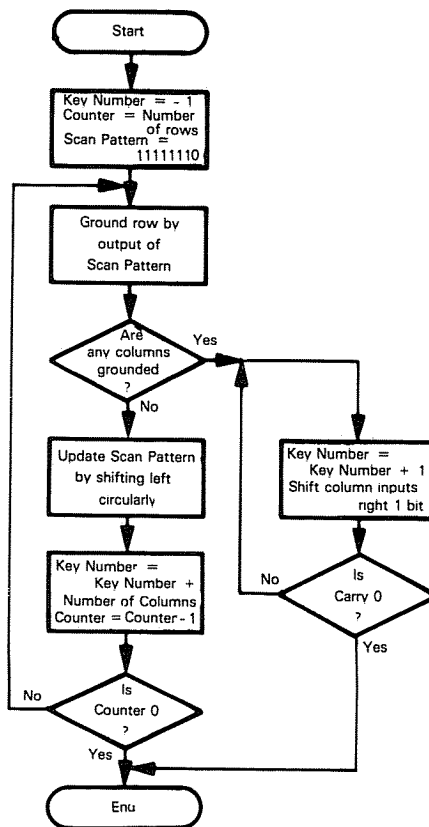 Start
Key Number = - 1
Counter = Number
of rows
Scan Pattern =
11111110
Ground row by
output of
Scan Pattern
Are
any columns
grounded
?
Yes
No
Update Scan Pattern
by shifting left
circularly
Key Number =
Key Number + 1
Shift column inputs
right 1 bit
Key Number =
Key Number +
Number of Columns
Counter = Counter - 1
Is
Carry 0
?
No
Yes
Is
Counter 0
?
No
Yes
End